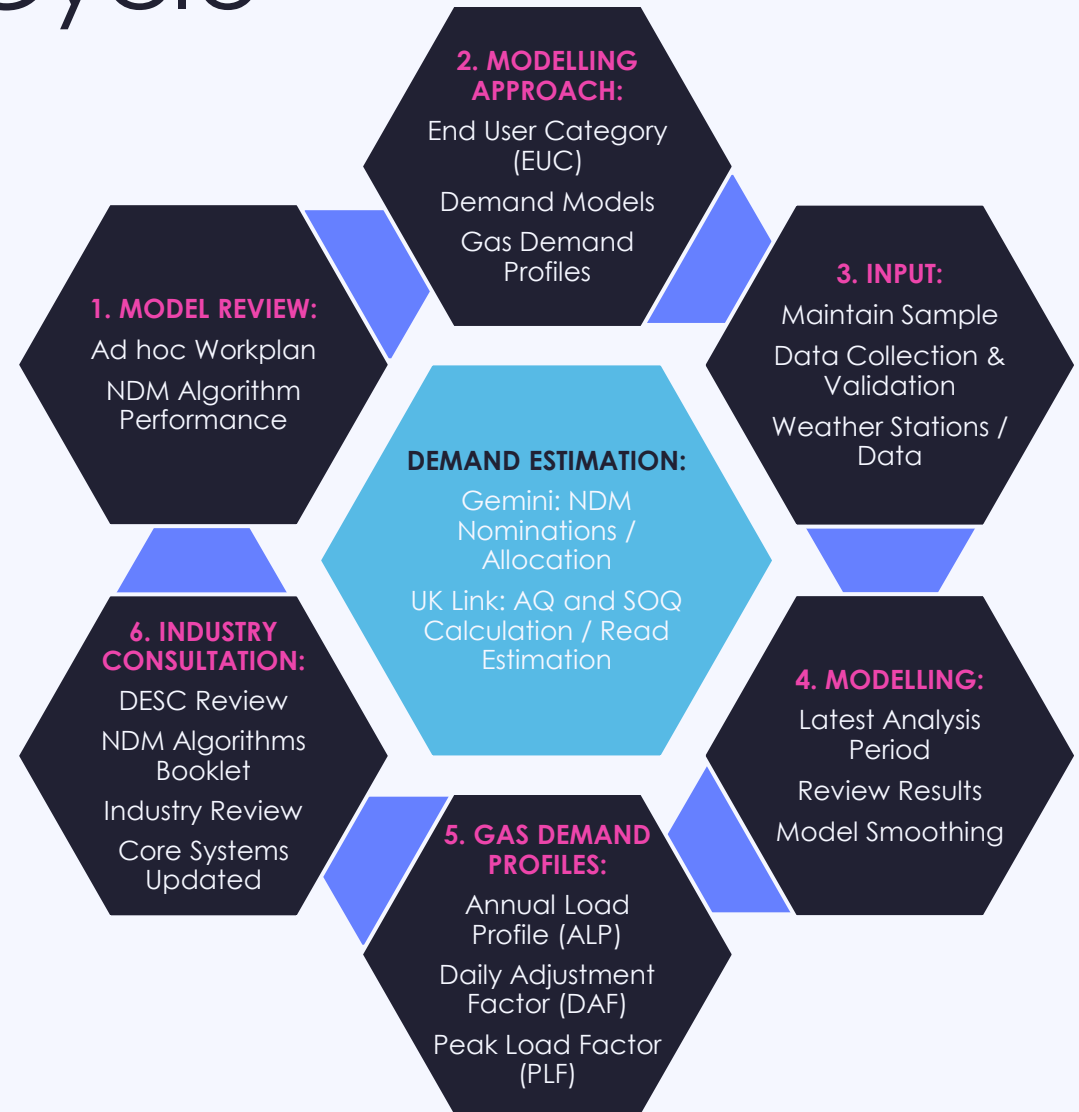 2. MODELLING
APPROACH:
End User Category
(EUC)
Demand Models
Gas Demand
Profiles
1. MODEL REVIEW:
Ad hoc Workplan
NDM Algorithm
Performance
3. INPUT:
Maintain Sample
Data Collection &
Validation
Weather Stations /
Data
DEMAND ESTIMATION:
Gemini: NDM
Nominations /
Allocation
UK Link: AQ and SOQ
Calculation / Read
Estimation
6. INDUSTRY
CONSULTATION:
DESC Review
NDM Algorithms
Booklet
Industry Review
Core Systems
Updated
4. MODELLING:
Latest Analysis
Period
Review Results
Model Smoothing
5. GAS DEMAND
PROFILES:
Annual Load
Profile (ALP)
Daily Adjustment
Factor (DAF)
Peak Load Factor
(PLF)